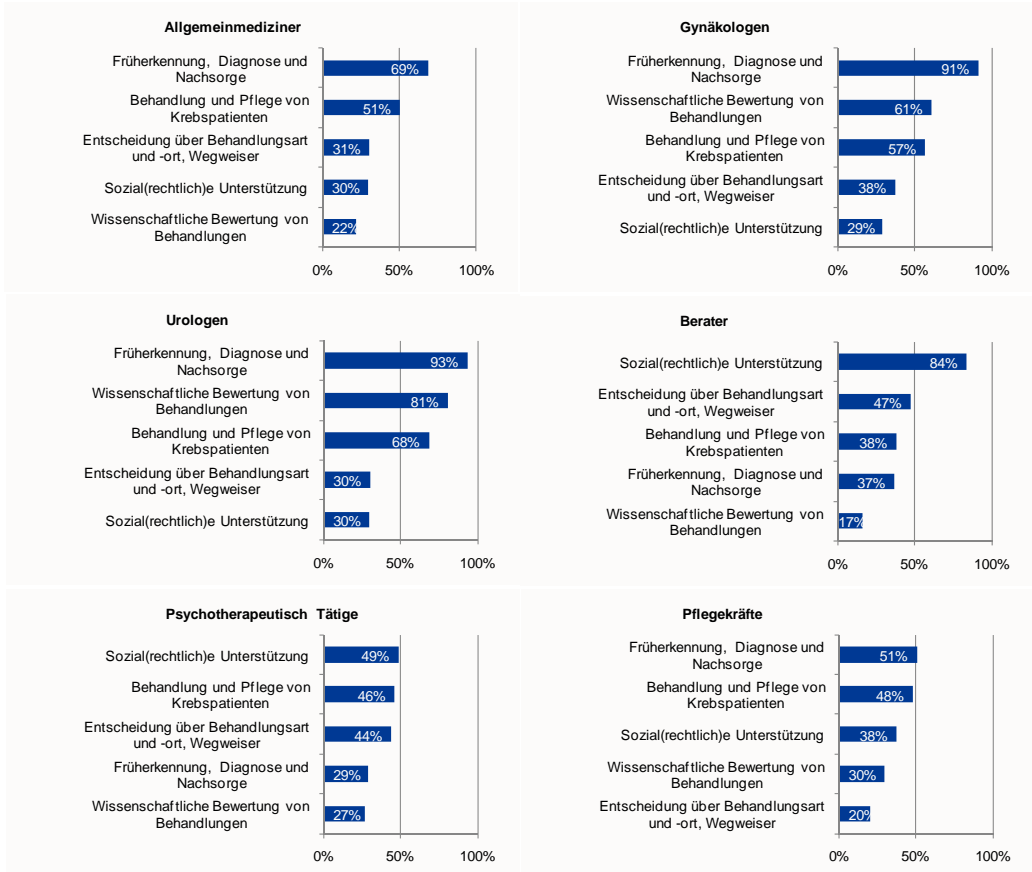 Allgemeinmediziner
Früherkennung, Diagnose und
Nachsorge
69%
Behandlung und Pflege von
Krebspatienten
51%
Entscheidung über Behandlungsart
und -ort, Wegweiser
31%
Sozial(rechtlich)e Unterstützung
30%
Wissenschaftliche Bewertung von
Behandlungen
22%
0% 50% 100%
Gynäkologen
Früherkennung, Diagnose und
Nachsorge
91%
Wissenschaftliche Bewertung von
Behandlungen
61%
Behandlung und Pflege von
Krebspatienten
57%
Entscheidung über Behandlungsart
und -ort, Wegweiser
38%
Sozial(rechtlich)e Unterstützung
29%
0% 50% 100%
Urologen
Früherkennung, Diagnose und
Nachsorge
93%
Wissenschaftliche Bewertung von
Behandlungen
81%
Behandlung und Pflege von
Krebspatienten
68%
Entscheidung über Behandlungsart
und -ort, Wegweiser
30%
Sozial(rechtlich)e Unterstützung
30%
0% 50% 100%
Berater
Sozial(rechtlich)e Unterstützung
84%
Entscheidung über Behandlungsart
und -ort, Wegweiser
47%
Behandlung und Pflege von
Krebspatienten
38%
Früherkennung, Diagnose und
Nachsorge
37%
Wissenschaftliche Bewertung von
Behandlungen
17%
0% 50% 100%
Psychotherapeutisch Tätige
Sozial(rechtlich)e Unterstützung
49%
Behandlung und Pflege von
Krebspatienten
46%
Entscheidung über Behandlungsart
und -ort, Wegweiser
44%
Früherkennung, Diagnose und
Nachsorge
29%
Wissenschaftliche Bewertung von
Behandlungen
27%
0% 50% 100%
Pflegekräfte
Früherkennung, Diagnose und
Nachsorge
51%
Behandlung und Pflege von
Krebspatienten
48%
Sozial(rechtlich)e Unterstützung
38%
Wissenschaftliche Bewertung von
Behandlungen
30%
Entscheidung über Behandlungsart
und -ort, Wegweiser
20%
0% 50% 100%